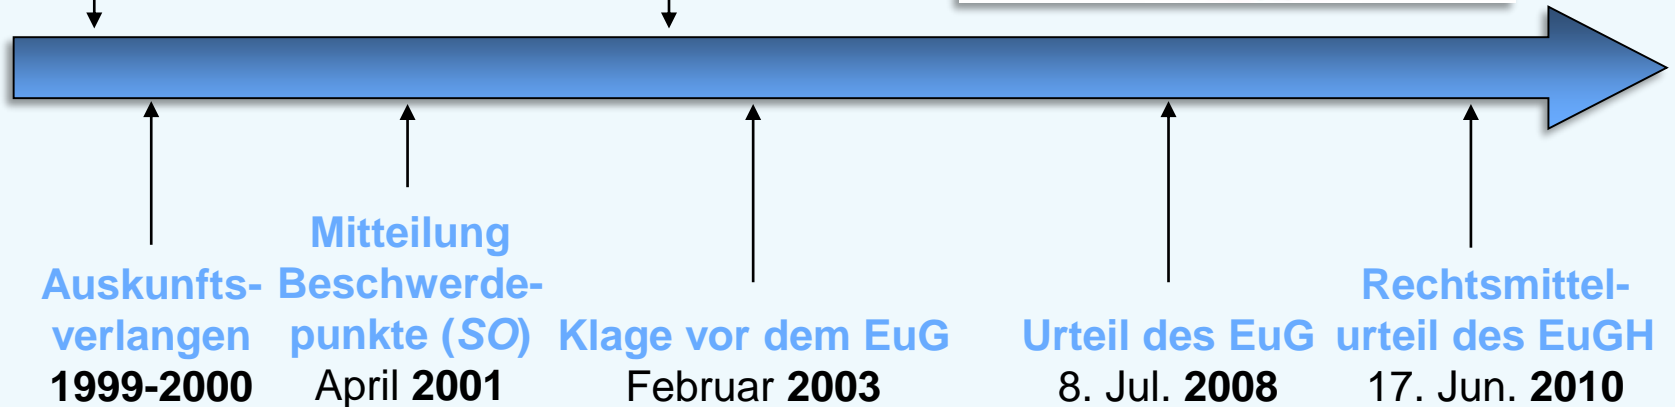 Auskunfts-
verlangen
1999-2000
Mitteilung
Beschwerde-
punkte (SO)
April 2001
Klage vor dem EuG
Februar 2003
Urteil des EuG
8. Jul. 2008
Rechtsmittel-
urteil des EuGH
17. Jun. 2010